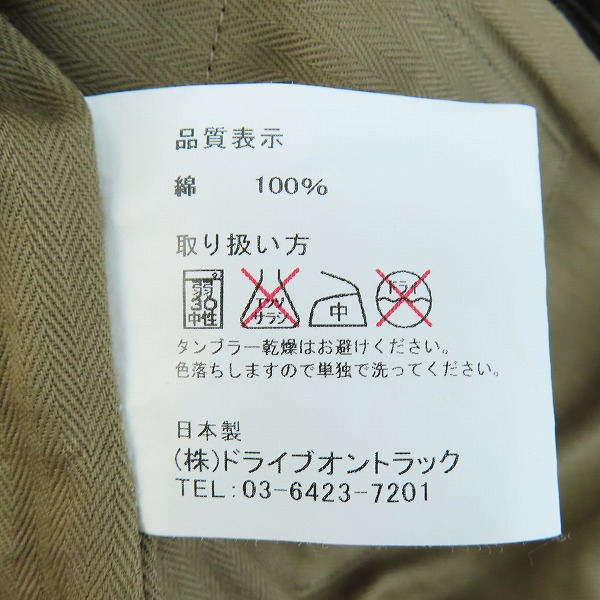 品質表示
綿 100%
取り扱い方
弱 30 中性 エンソ サラシ 中 ドライ
タンブラー乾燥はお避けください。
色落ちしますので単独で洗ってください。
日本製
(株)ドライブオントラック
TEL:03-6423-7201